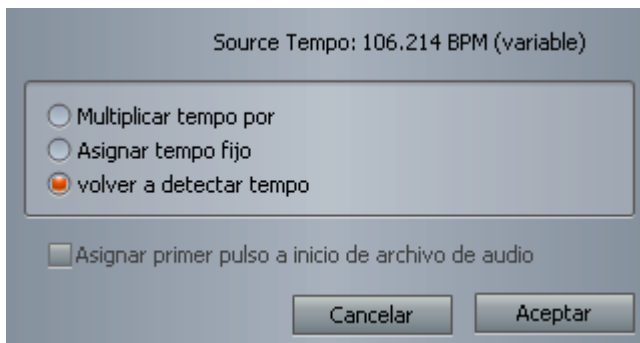 Source Tempo: 106.214 BPM (variable)
Multiplicar tempo por
Asignar tempo fijo
volver a detectar tempo
Asignar primer pulso a inicio de archivo de audio
Cancelar
Aceptar